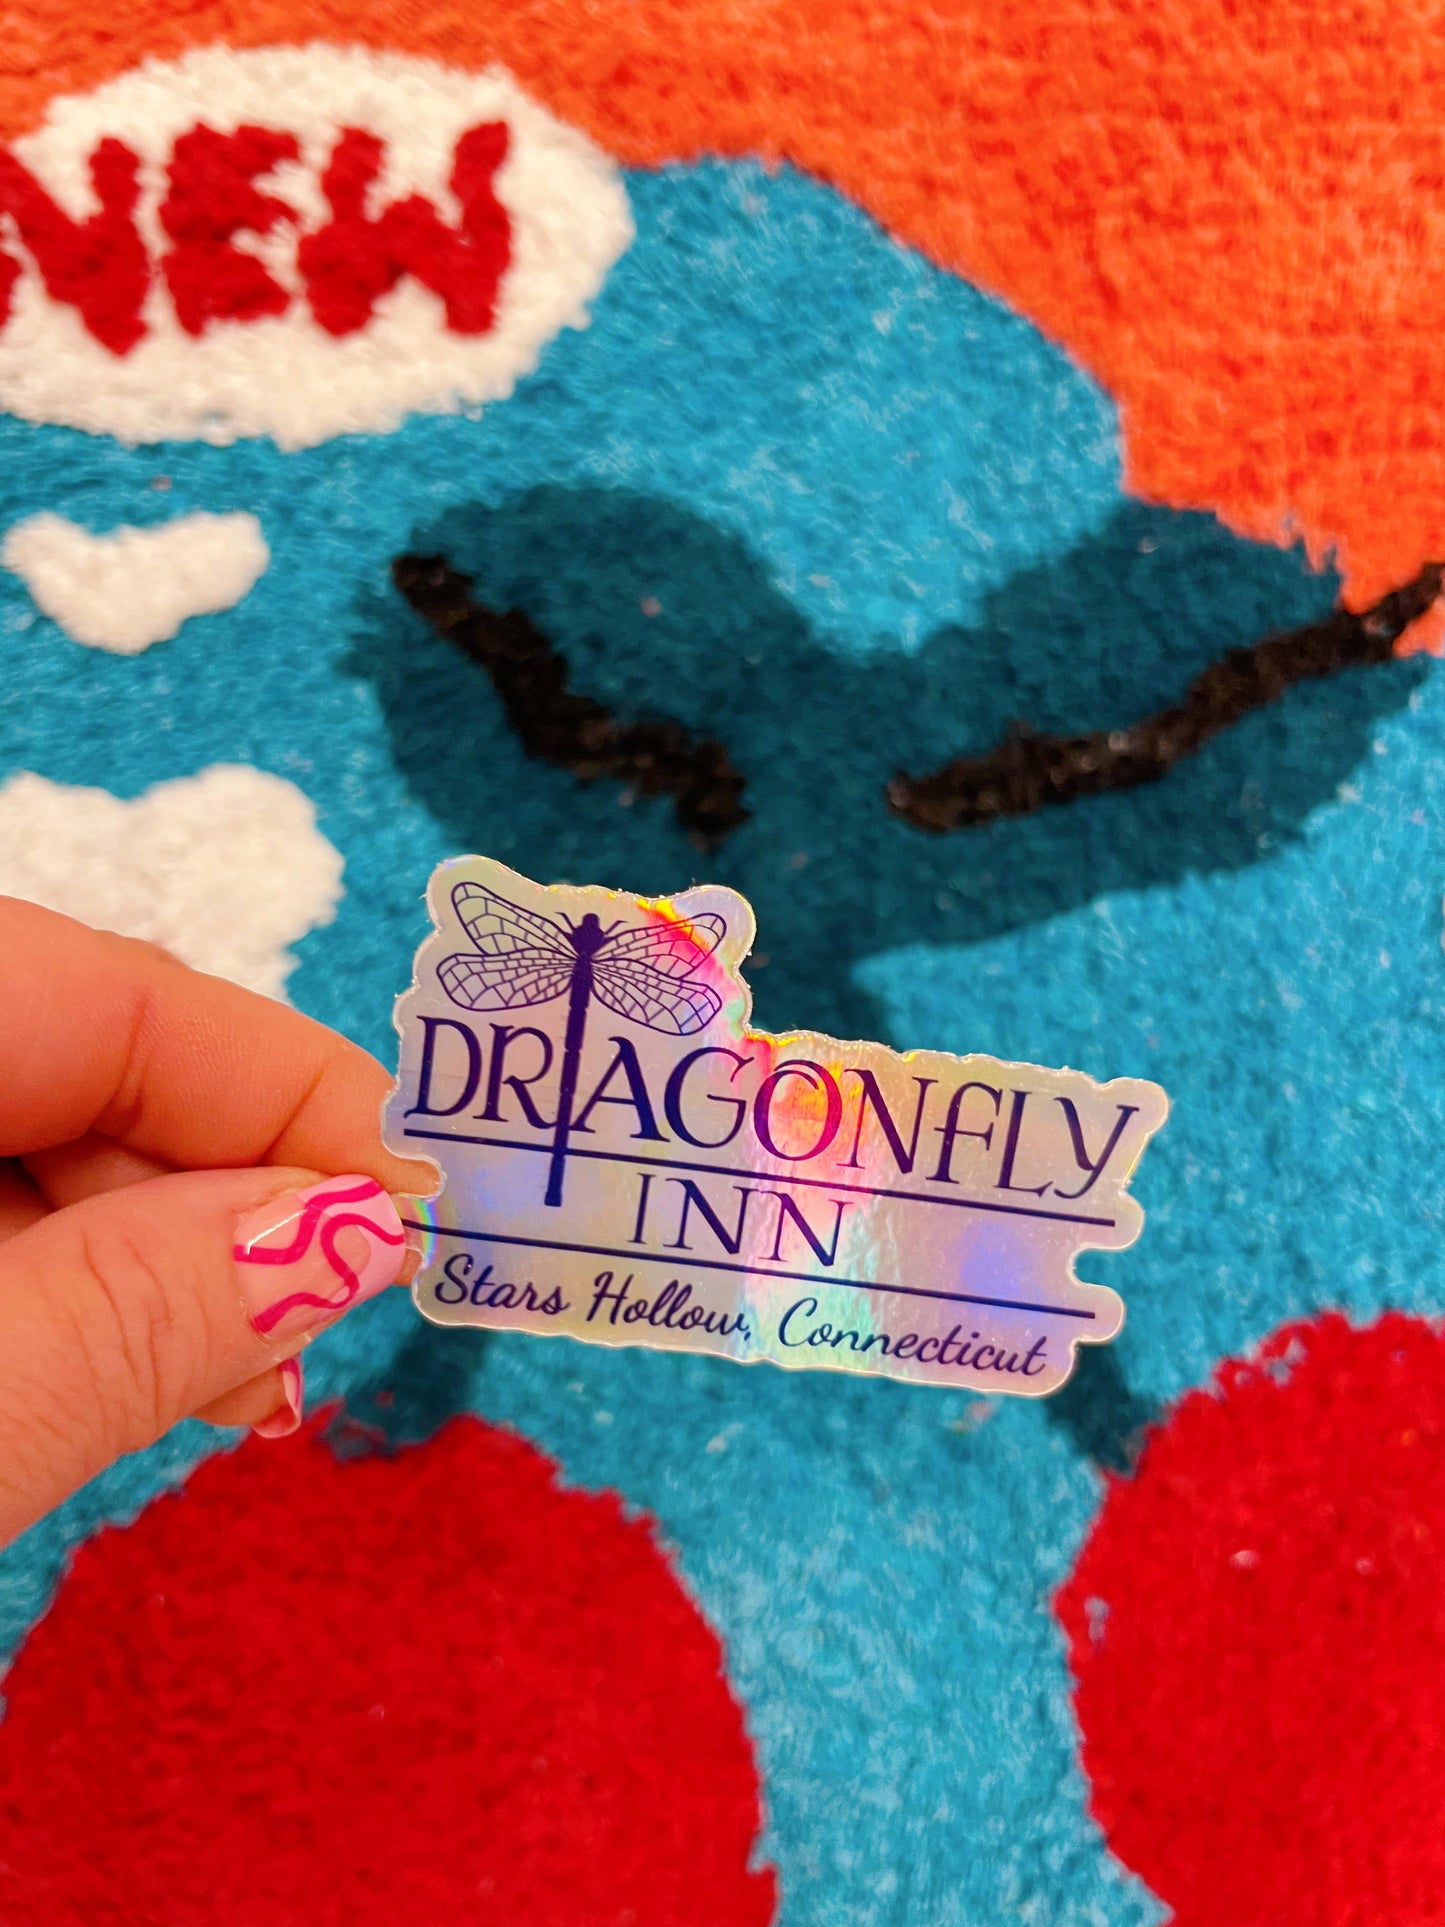 NEW
DRAGONFLY
INN
Stars Hollow, Connecticut